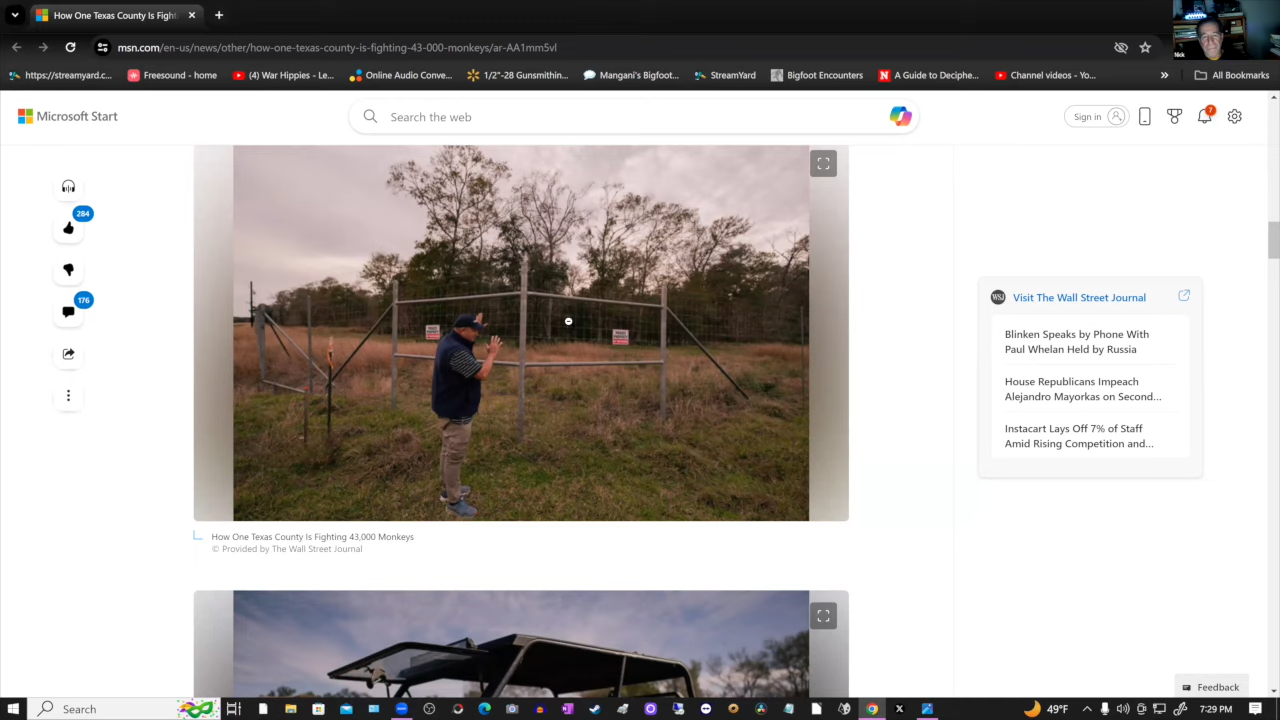 How One Texas County Is Fight
msn.com/en-us/news/other/how-one-texas-county-is-fighting-43-000-monkeys/ar-AA1mm5vl
Nick
https://streamyard.c...
Freesound - home
(4) War Hippies - Le...
Online Audio Conve...
1/2"-28 Gunsmithin...
Mangani's Bigfoot...
StreamYard
Bigfoot Encounters
A Guide to Deciphe...
Channel videos - Yo...
All Bookmarks
Microsoft Start
Search the web
Sign in
7
284
176
WSJ
Visit The Wall Street Journal
Blinken Speaks by Phone With
Paul Whelan Held by Russia
House Republicans Impeach
Alejandro Mayorkas on Second...
Instacart Lays Off 7% of Staff
Amid Rising Competition and...
How One Texas County Is Fighting 43,000 Monkeys
© Provided by The Wall Street Journal
Feedback
Search
49°F
7:29 PM